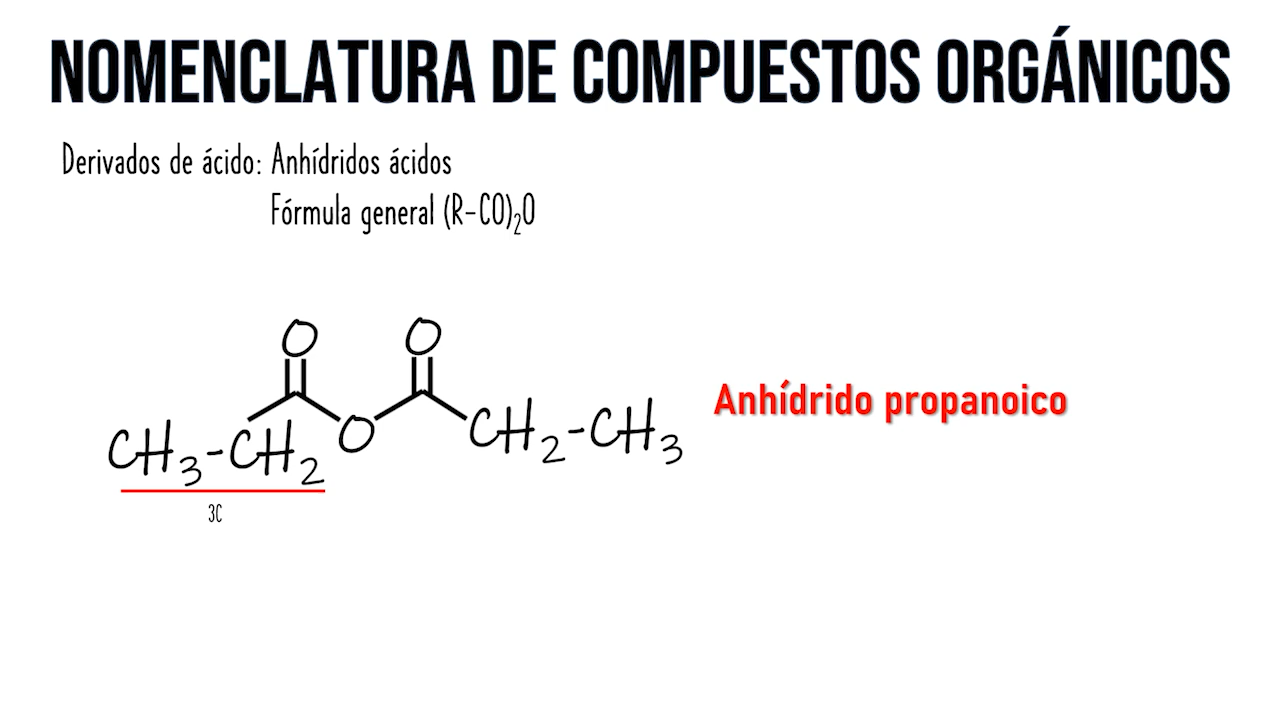 NOMENCLATURA DE COMPUESTOS ORGÁNICOS
Derivados de ácido: Anhídridos ácidos
Fórmula general (R-CO)₂O
O O
CH₃-CH₂ O CH₂-CH₃
Anhídrido propanoico
3C